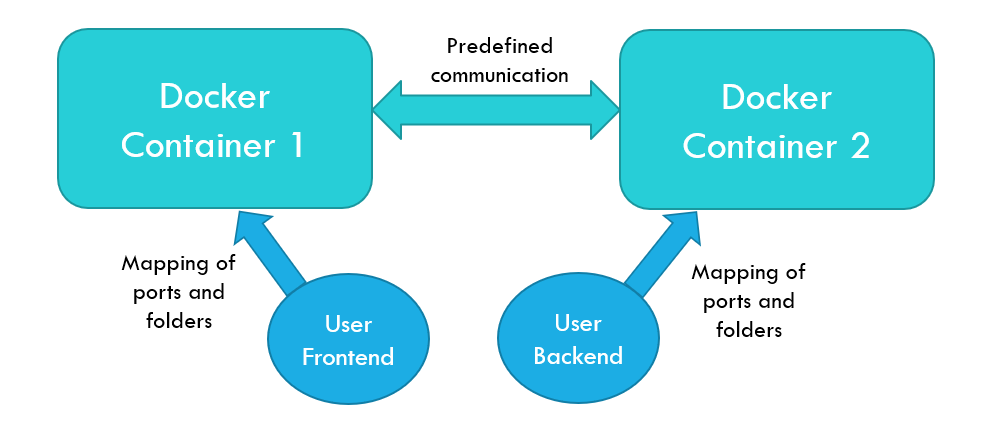 Predefined
communication
Docker
Container 1
Docker
Container 2
Mapping of
ports and
folders
User
Frontend
User
Backend
Mapping of
ports and
folders